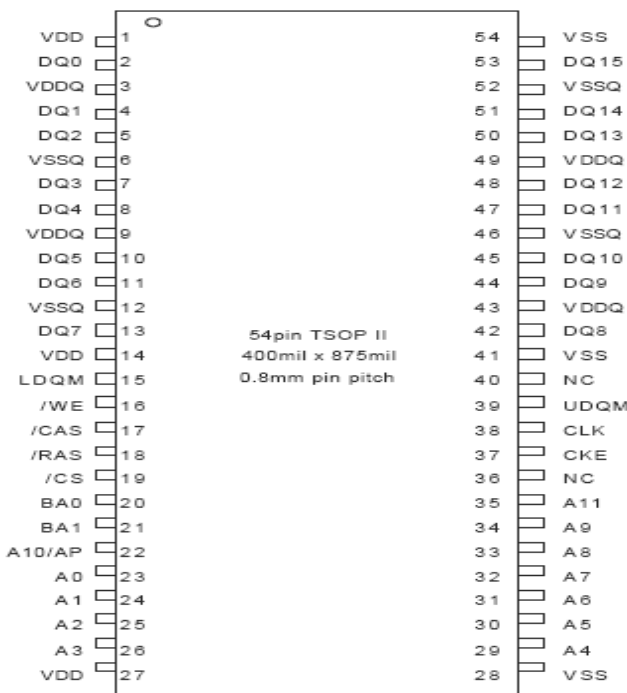 VDD 1 54 VSS
DQ0 2 53 DQ15
VDDQ 3 52 VSSQ
DQ1 4 51 DQ14
DQ2 5 50 DQ13
VSSQ 6 49 VDDQ
DQ3 7 48 DQ12
DQ4 8 47 DQ11
VDDQ 9 46 VSSQ
DQ5 10 45 DQ10
DQ6 11 44 DQ9
VSSQ 12 43 VDDQ
DQ7 13 54pin TSOP II 42 DQ8
VDD 14 400mil x 875mil 41 VSS
LDQM 15 0.8mm pin pitch 40 NC
/WE 16 39 UDQM
/CAS 17 38 CLK
/RAS 18 37 CKE
/CS 19 36 NC
BA0 20 35 A11
BA1 21 34 A9
A10/AP 22 33 A8
A0 23 32 A7
A1 24 31 A6
A2 25 30 A5
A3 26 29 A4
VDD 27 28 VSS